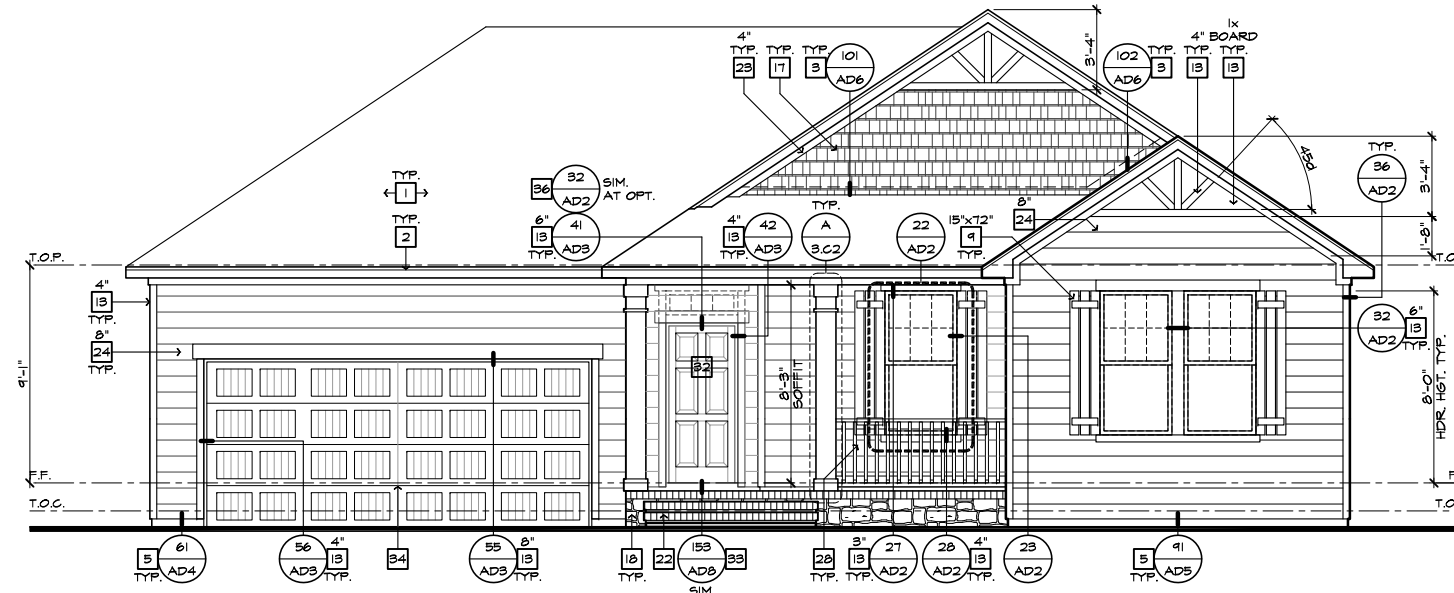 4"
TYP.
23
TYP.
17
TYP.
3
101
AD6
3'-4"
102
AD6
TYP.
3
4"
TYP.
13
1x
BOARD
TYP.
13
45d
TYP.
36
AD2
3'-4"
1'-8"
TYP.
1
TYP.
2
36
32
AD2
SIM.
AT OPT.
6"
13
TYP.
41
AD3
4"
13
TYP.
42
AD3
TYP.
A
3.C2
22
AD2
15"x72"
9
TYP.
8"
24
T.O.P.
T.O
4"
13
TYP.
8"
24
TYP.
9'-1"
32
8'-3"
SOFFIT
32
AD2
6"
13
TYP.
8'-0"
HDR. HGT. TYP.
F.F.
F
T.O.C.
T.O
5
TYP.
61
AD4
56
AD3
4"
13
TYP.
34
55
AD3
8"
13
TYP.
18
TYP.
22
153
AD8
SIM
33
28
TYP.
3"
13
TYP.
27
AD2
28
AD2
4"
13
TYP.
23
AD2
5
TYP.
91
AD5